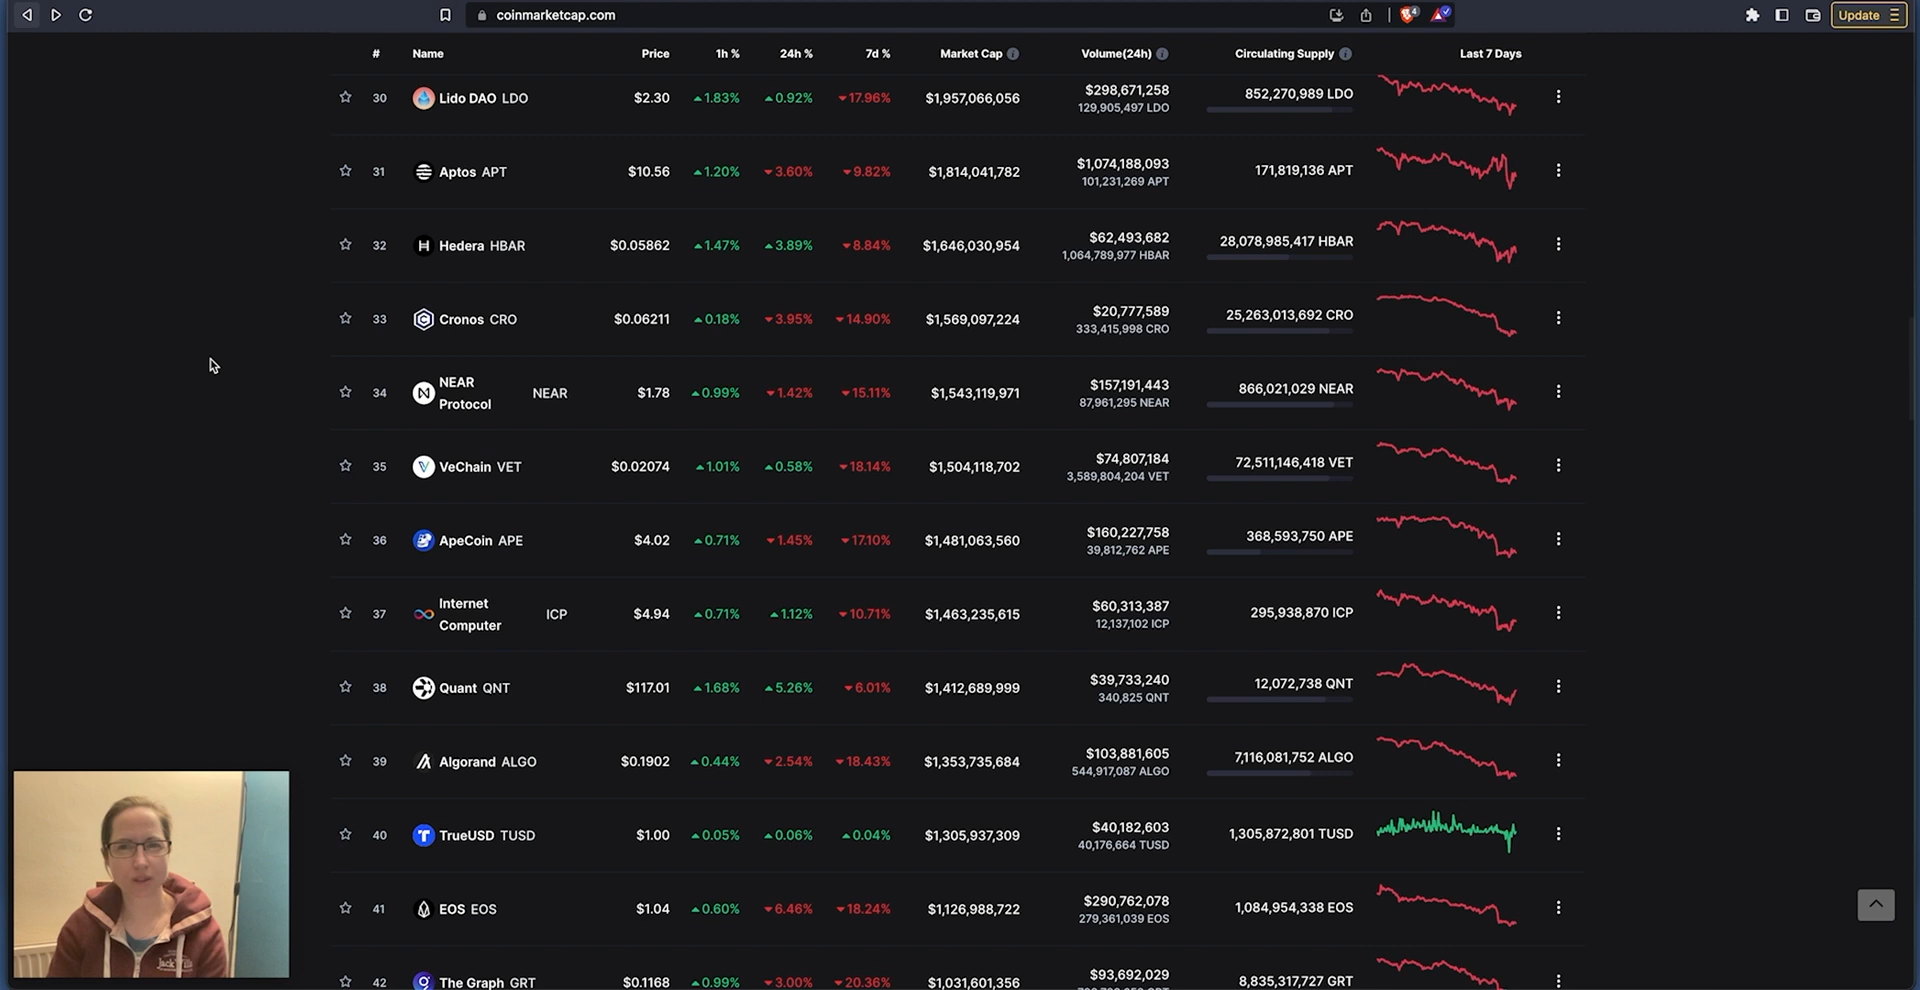 coinmarketcap.com
4
Update
# Name Price 1h % 24h % 7d % Market Cap Volume(24h) Circulating Supply Last 7 Days
30 Lido DAO LDO $2.30 1.83% 0.92% 17.96% $1,957,066,056 $298,671,258 852,270,989 LDO
129,905,497 LDO
31 Aptos APT $10.56 1.20% 3.60% 9.82% $1,814,041,782 $1,074,188,093 171,819,136 APT
101,231,269 APT
32 Hedera HBAR $0.05862 1.47% 3.89% 8.84% $1,646,030,954 $62,493,682 28,078,985,417 HBAR
1,064,789,977 HBAR
33 Cronos CRO $0.06211 0.18% 3.95% 14.90% $1,569,097,224 $20,777,589 25,263,013,692 CRO
333,415,998 CRO
34 NEAR Protocol NEAR $1.78 0.99% 1.42% 15.11% $1,543,119,971 $157,191,443 866,021,029 NEAR
87,961,295 NEAR
35 VeChain VET $0.02074 1.01% 0.58% 18.14% $1,504,118,702 $74,807,184 72,511,146,418 VET
3,589,804,204 VET
36 ApeCoin APE $4.02 0.71% 1.45% 17.10% $1,481,063,560 $160,227,758 368,593,750 APE
39,812,762 APE
37 Internet Computer ICP $4.94 0.71% 1.12% 10.71% $1,463,235,615 $60,313,387 295,938,870 ICP
12,137,102 ICP
38 Quant QNT $117.01 1.68% 5.26% 6.01% $1,412,689,999 $39,733,240 12,072,738 QNT
340,825 QNT
39 Algorand ALGO $0.1902 0.44% 2.54% 18.43% $1,353,735,684 $103,881,605 7,116,081,752 ALGO
544,917,087 ALGO
40 TrueUSD TUSD $1.00 0.05% 0.06% 0.04% $1,305,937,309 $40,182,603 1,305,872,801 TUSD
40,176,664 TUSD
41 EOS EOS $1.04 0.60% 6.46% 18.24% $1,126,988,722 $290,762,078 1,084,954,338 EOS
279,361,039 EOS
42 The Graph GRT $0.1168 0.99% 3.00% 20.36% $1,031,601,356 $93,692,029 8,835,317,727 GRT